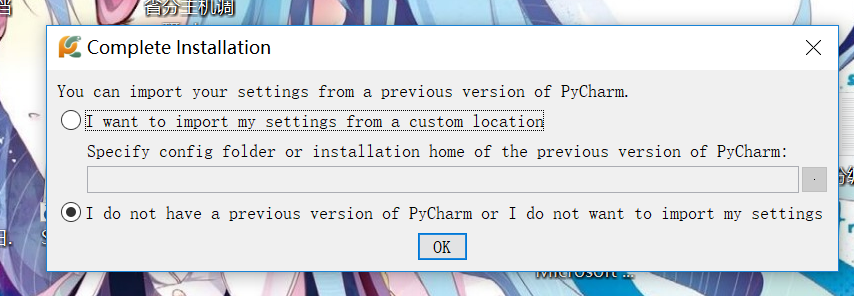 省分主机调
Complete Installation
You can import your settings from a previous version of PyCharm.
I want to import my settings from a custom location
Specify config folder or installation home of the previous version of PyCharm:
I do not have a previous version of PyCharm or I do not want to import my settings
OK
Microsoft ...